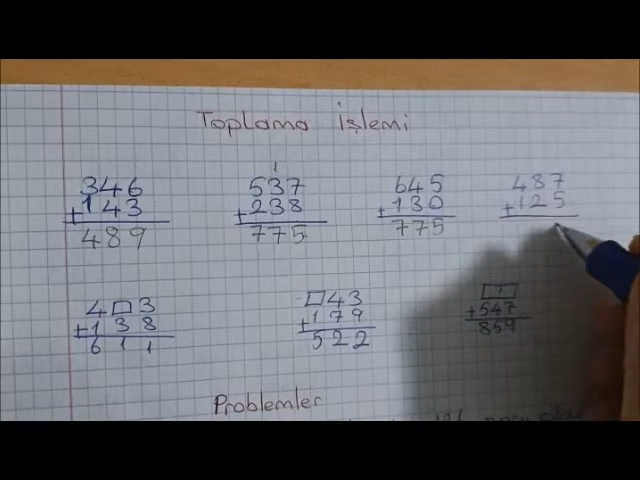 Toplama İşlemi
1
346 537 645 487
+143 +238 +130 +125
489 775 775
4□3 □43 □
+138 +179 +547
611 522 859
Problemler